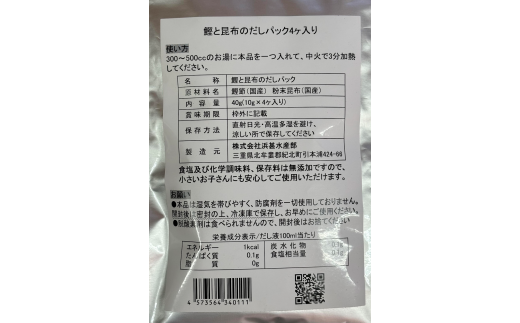 鰹と昆布のだしパック4ヶ入り
使い方
300〜500ccのお湯に本品を一つ入れて、中火で3分加熱
してください。
名 称 鰹と昆布のだしパック
原材料名 鰹節(国産) 粉末昆布(国産)
内 容 量 40g(10g×4ヶ入り)
賞味期限 枠外に記載
保存方法 直射日光・高温多湿を避け、
涼しい所で保存してください
製 造 元 株式会社浜甚水産部
三重県北牟婁郡紀北町引本浦424-66
食塩及び化学調味料、保存料は無添加ですので、
小さいお子さんにも安心してご使用いただけます。
お願い
●本品は湿気を帯びやすく、防腐剤を一切使用しておりません。
開封後は密封の上、冷凍庫で保存し、お早めにご使用ください。
●脱酸素剤は食べられませんので、開封後はお捨てください
栄養成分表示/だし液100ml当たり
エネルギー 1kcal
たんぱく質 0.1g
脂 質 0g
炭水化物 0.1g
食塩相当量 0.1g
4 573564 340111